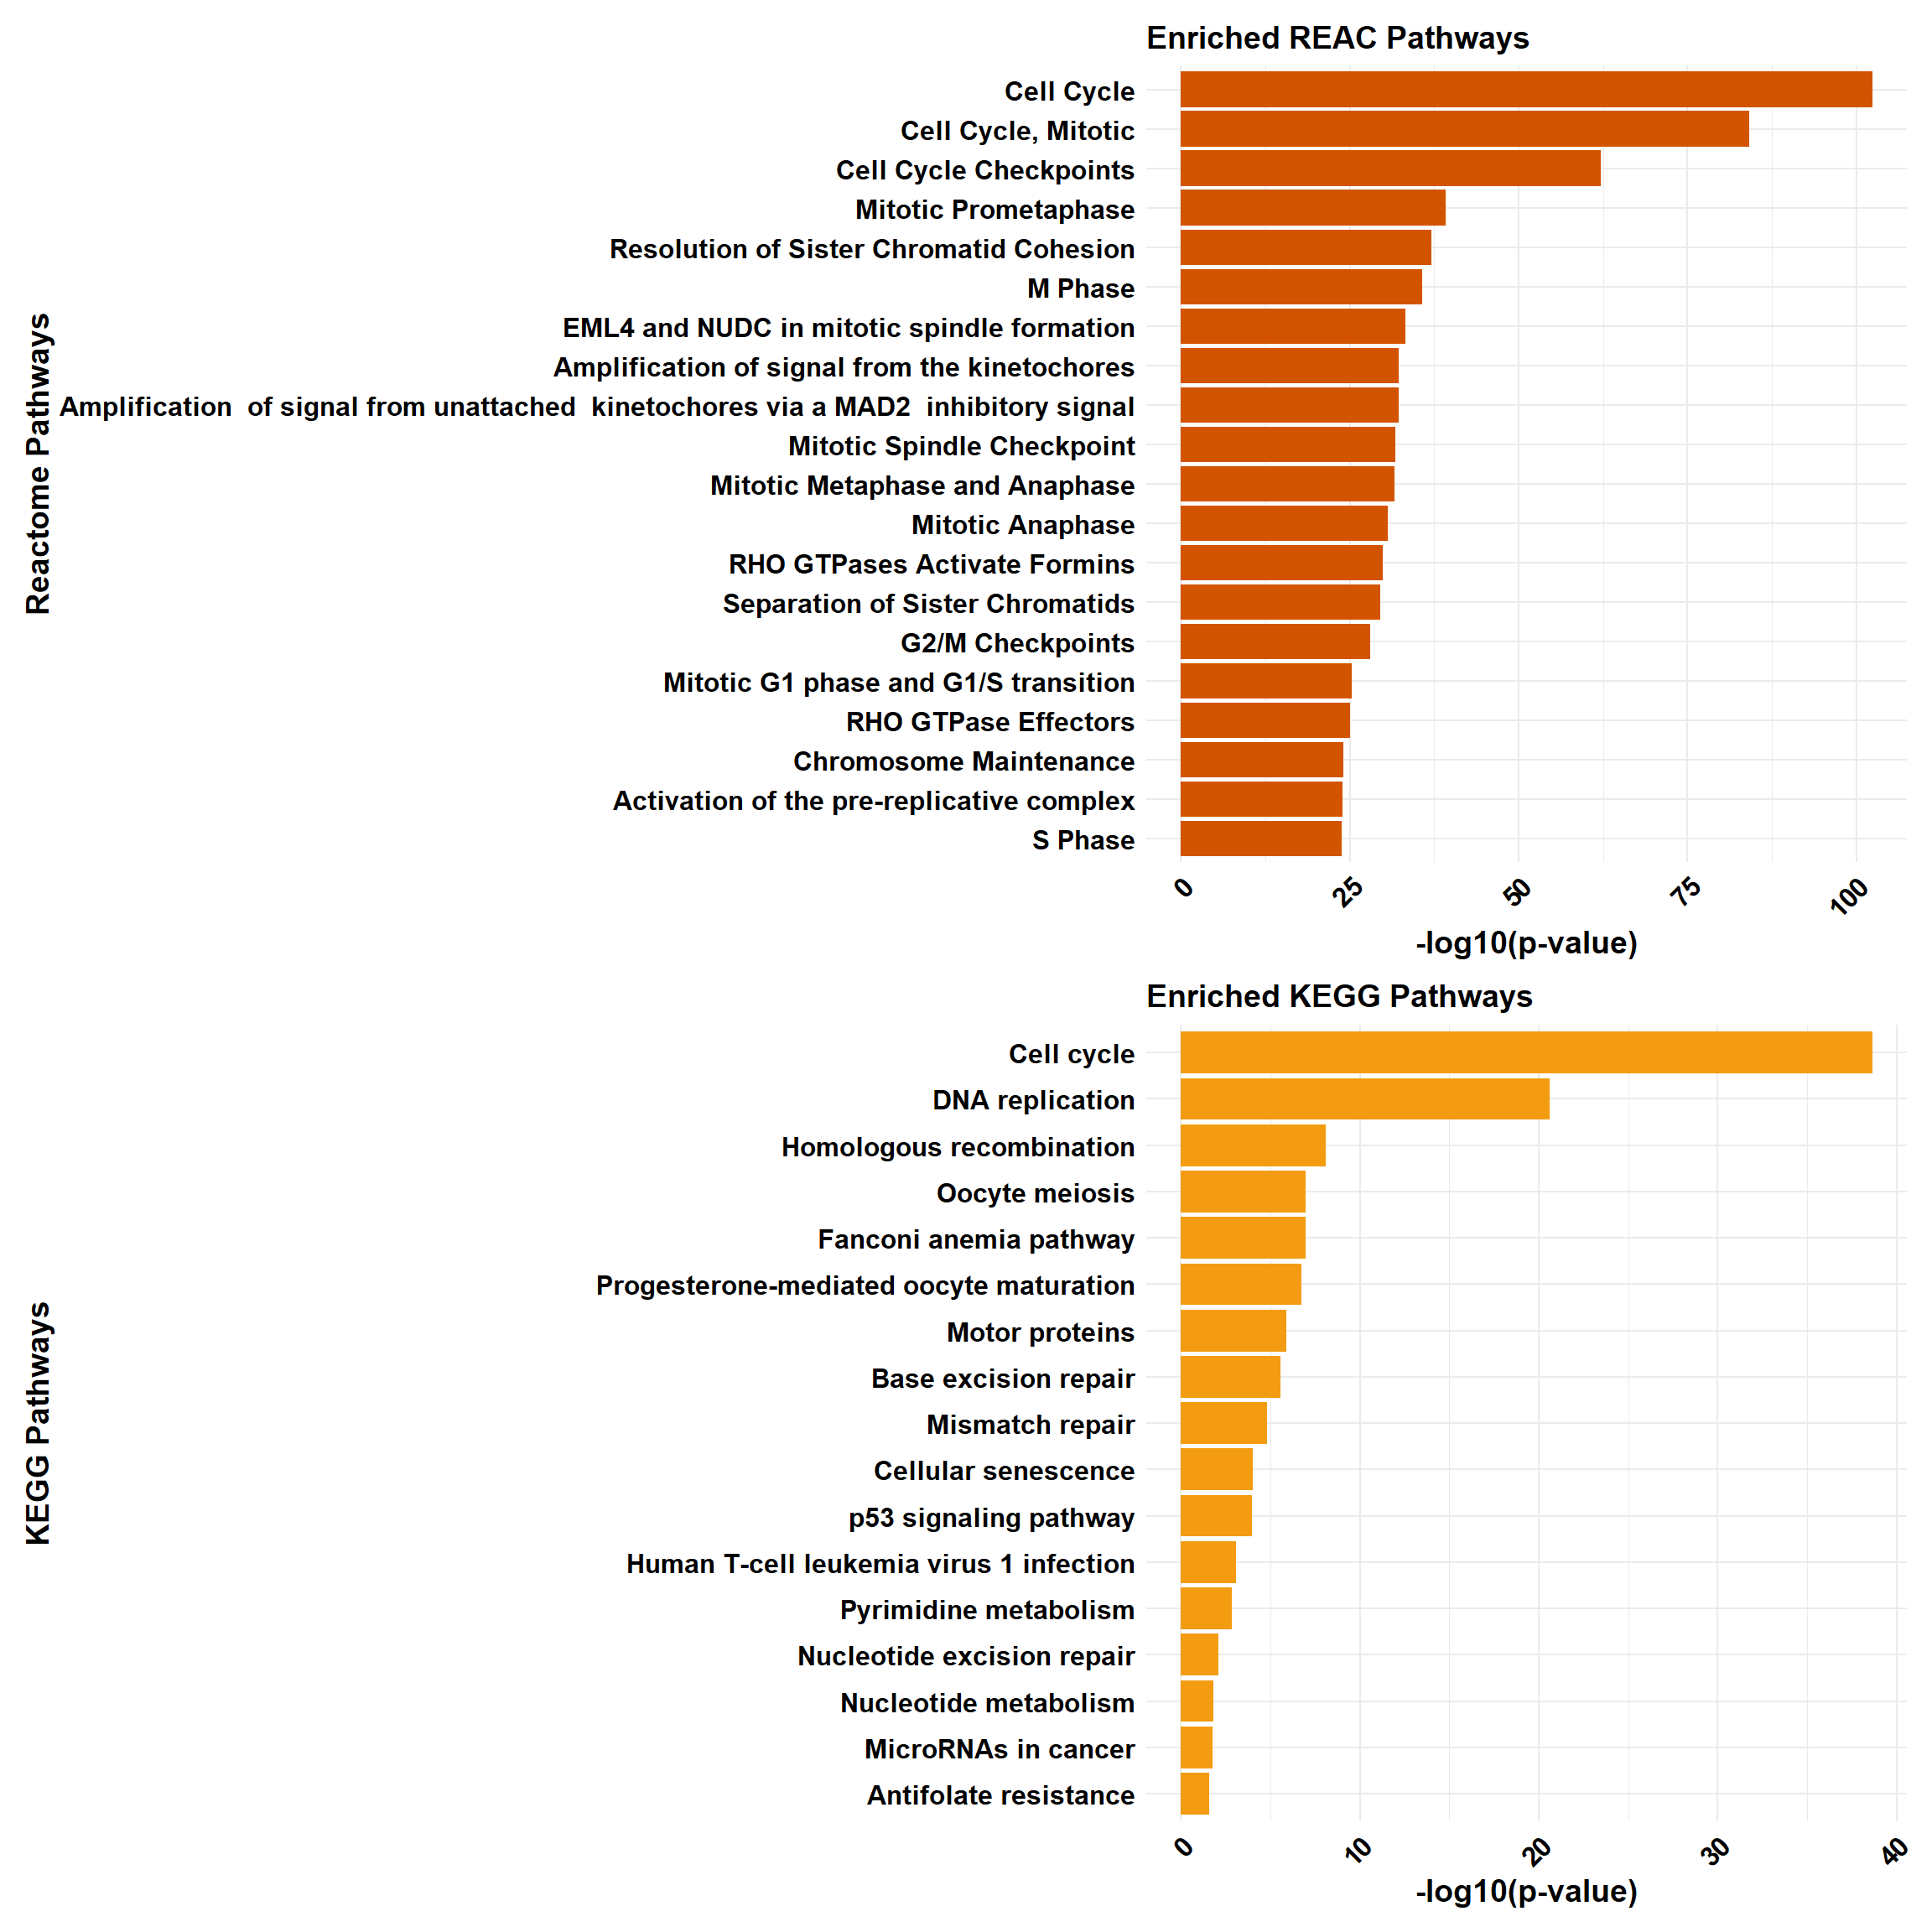 Enriched REAC Pathways
Reactome Pathways
Cell Cycle
Cell Cycle, Mitotic
Cell Cycle Checkpoints
Mitotic Prometaphase
Resolution of Sister Chromatid Cohesion
M Phase
EML4 and NUDC in mitotic spindle formation
Amplification of signal from the kinetochores
Amplification  of signal from unattached  kinetochores via a MAD2  inhibitory signal
Mitotic Spindle Checkpoint
Mitotic Metaphase and Anaphase
Mitotic Anaphase
RHO GTPases Activate Formins
Separation of Sister Chromatids
G2/M Checkpoints
Mitotic G1 phase and G1/S transition
RHO GTPase Effectors
Chromosome Maintenance
Activation of the pre-replicative complex
S Phase
0 25 50 75 100
-log10(p-value)
Enriched KEGG Pathways
KEGG Pathways
Cell cycle
DNA replication
Homologous recombination
Oocyte meiosis
Fanconi anemia pathway
Progesterone-mediated oocyte maturation
Motor proteins
Base excision repair
Mismatch repair
Cellular senescence
p53 signaling pathway
Human T-cell leukemia virus 1 infection
Pyrimidine metabolism
Nucleotide excision repair
Nucleotide metabolism
MicroRNAs in cancer
Antifolate resistance
0 10 20 30 40
-log10(p-value)